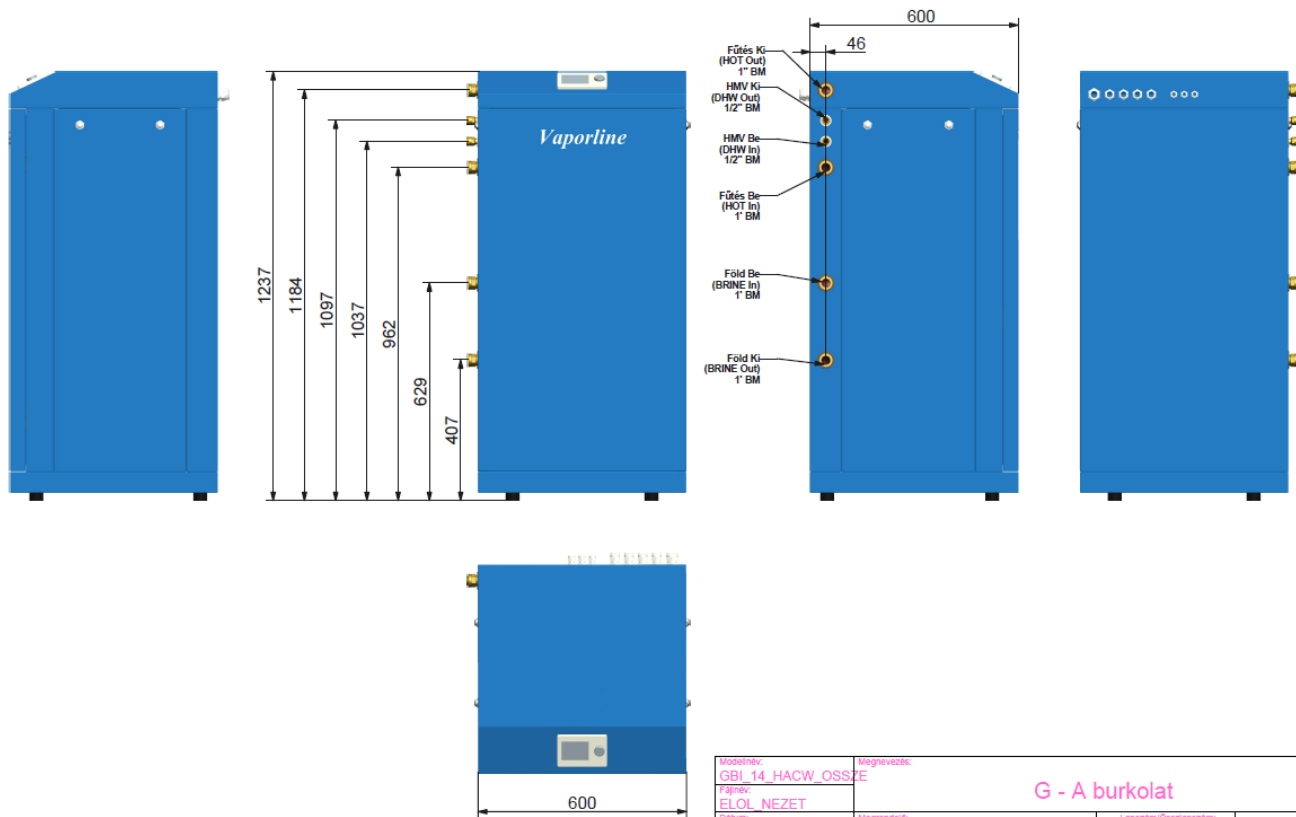 600
46
Fűtés Ki
(HOT Out)
1" BM
HMV Ki
(DHW Out)
1/2" BM
HMV Be
(DHW In)
1/2" BM
Fűtés Be
(HOT In)
1' BM
Föld Be
(BRINE In)
1' BM
Föld Ki
(BRINE Out)
1' BM
Vaporline
1237
1184
1097
1037
962
629
407
600
Modellnév:
GBI_14_HACW_OSSZE
Megnevezés:
G - A burkolat
Fájlnév:
ELOL_NEZET